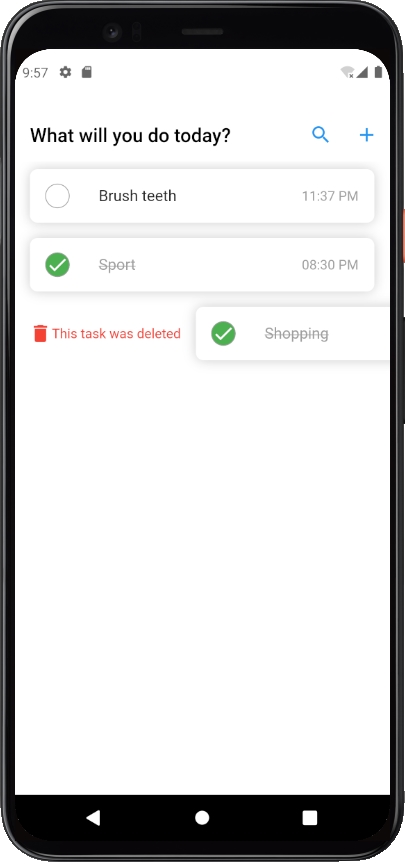 9:57
What will you do today?
Brush teeth 11:37 PM
Sport 08:30 PM
This task was deleted Shopping